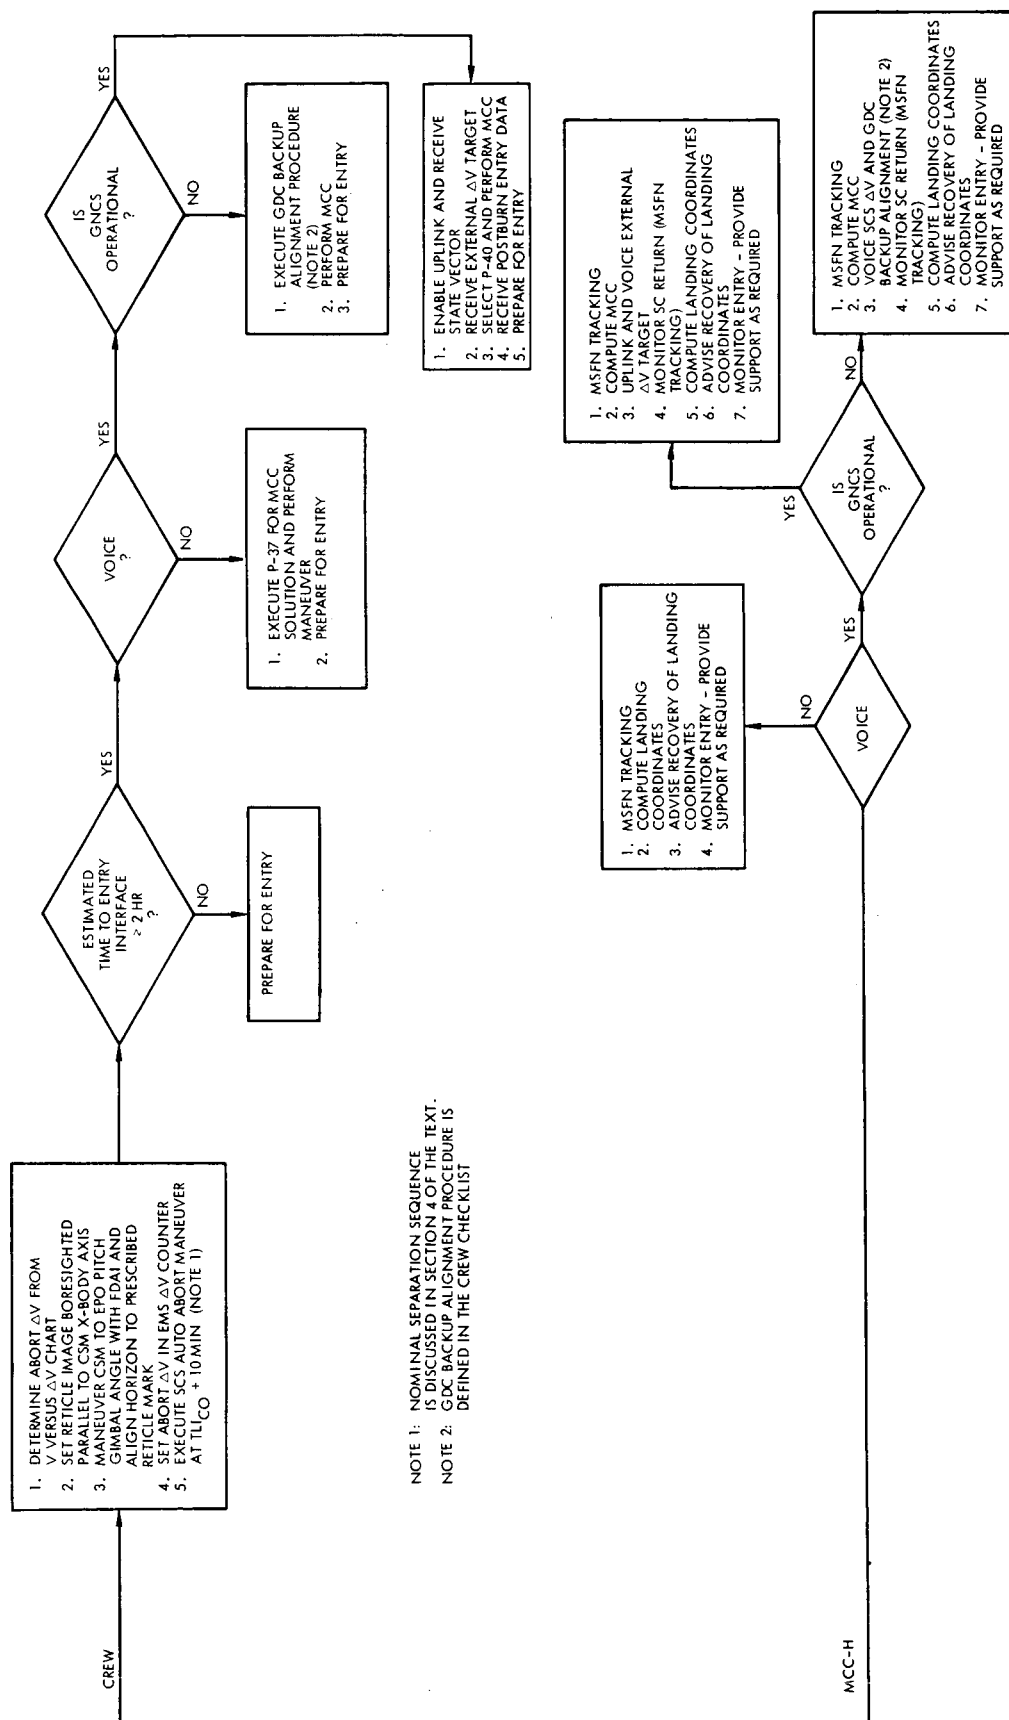 CREW
1. DETERMINE ABORT ΔV FROM
V VERSUS ΔV CHART
2. SET RETICLE IMAGE BORESIGHTED
PARALLEL TO CSM X-BODY AXIS
3. MANEUVER CSM TO EPO PITCH
GIMBAL ANGLE WITH FDAI AND
ALIGN HORIZON TO PRESCRIBED
RETICLE MARK
4. SET ABORT ΔV IN EMS ΔV COUNTER
5. EXECUTE SCS AUTO ABORT MANEUVER
AT TLI_CO + 10 MIN (NOTE 1)
ESTIMATED
TIME TO ENTRY
INTERFACE
≥ 2 HR
?
YES
NO
PREPARE FOR ENTRY
VOICE
?
YES
NO
1. EXECUTE P-37 FOR MCC
SOLUTION AND PERFORM
MANEUVER
2. PREPARE FOR ENTRY
IS
GNCS
OPERATIONAL
?
YES
NO
1. EXECUTE GDC BACKUP
ALIGNMENT PROCEDURE
(NOTE 2)
2. PERFORM MCC
3. PREPARE FOR ENTRY
1. ENABLE UPLINK AND RECEIVE
STATE VECTOR
2. RECEIVE EXTERNAL ΔV TARGET
3. SELECT P-40 AND PERFORM MCC
4. RECEIVE POSTBURN ENTRY DATA
5. PREPARE FOR ENTRY
NOTE 1: NOMINAL SEPARATION SEQUENCE
IS DISCUSSED IN SECTION 4 OF THE TEXT.
NOTE 2: GDC BACKUP ALIGNMENT PROCEDURE IS
DEFINED IN THE CREW CHECKLIST
MCC-H
VOICE
NO
YES
1. MSFN TRACKING
2. COMPUTE LANDING
COORDINATES
3. ADVISE RECOVERY OF LANDING
COORDINATES
4. MONITOR ENTRY – PROVIDE
SUPPORT AS REQUIRED
IS
GNCS
OPERATIONAL
?
YES
NO
1. MSFN TRACKING
2. COMPUTE MCC
3. UPLINK AND VOICE EXTERNAL
ΔV TARGET
4. MONITOR SC RETURN (MSFN
TRACKING)
5. COMPUTE LANDING COORDINATES
6. ADVISE RECOVERY OF LANDING
COORDINATES
7. MONITOR ENTRY – PROVIDE
SUPPORT AS REQUIRED
1. MSFN TRACKING
2. COMPUTE MCC
3. VOICE SCS ΔV AND GDC
BACKUP ALIGNMENT (NOTE 2)
4. MONITOR SC RETURN (MSFN
TRACKING)
5. COMPUTE LANDING COORDINATES
6. ADVISE RECOVERY OF LANDING
COORDINATES
7. MONITOR ENTRY – PROVIDE
SUPPORT AS REQUIRED